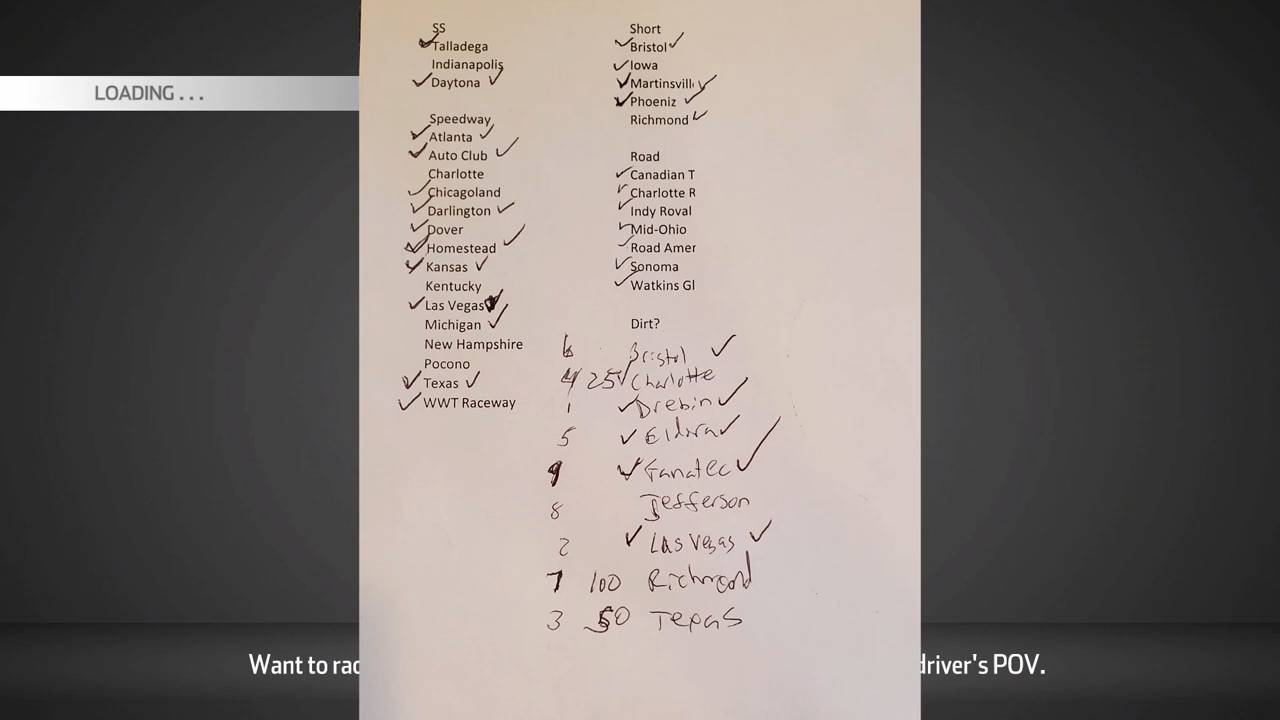 LOADING . . .
SS
Talladega
Indianapolis
Daytona
Speedway
Atlanta
Auto Club
Charlotte
Chicagoland
Darlington
Dover
Homestead
Kansas
Kentucky
Las Vegas
Michigan
New Hampshire
Pocono
Texas
WWT Raceway
Short
Bristol
Iowa
Martinsvill
Phoeniz
Richmond
Road
Canadian T
Charlotte R
Indy Roval
Mid-Ohio
Road Amer
Sonoma
Watkins Gl
Dirt?
6 Bristol
4 25 Charlotte
1 Drebin
5 Eldora
9 Fanatec
8 Jefferson
2 Las Vegas
7 100 Richmond
3 50 Texas
Want to rac driver's POV.